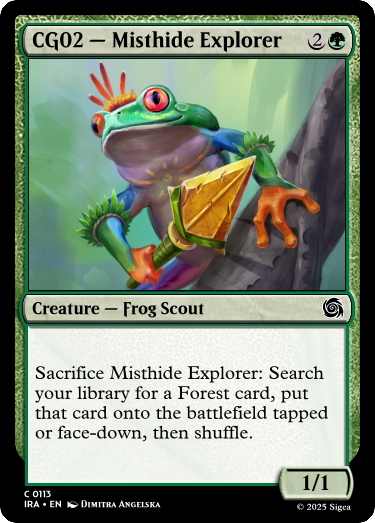 CG02 — Misthide Explorer 2
Creature — Frog Scout
Sacrifice Misthide Explorer: Search
your library for a Forest card, put
that card onto the battlefield tapped
or face-down, then shuffle.
1/1
C 0113
IRA • EN DIMITRA ANGELSKA
© 2025 Sigea